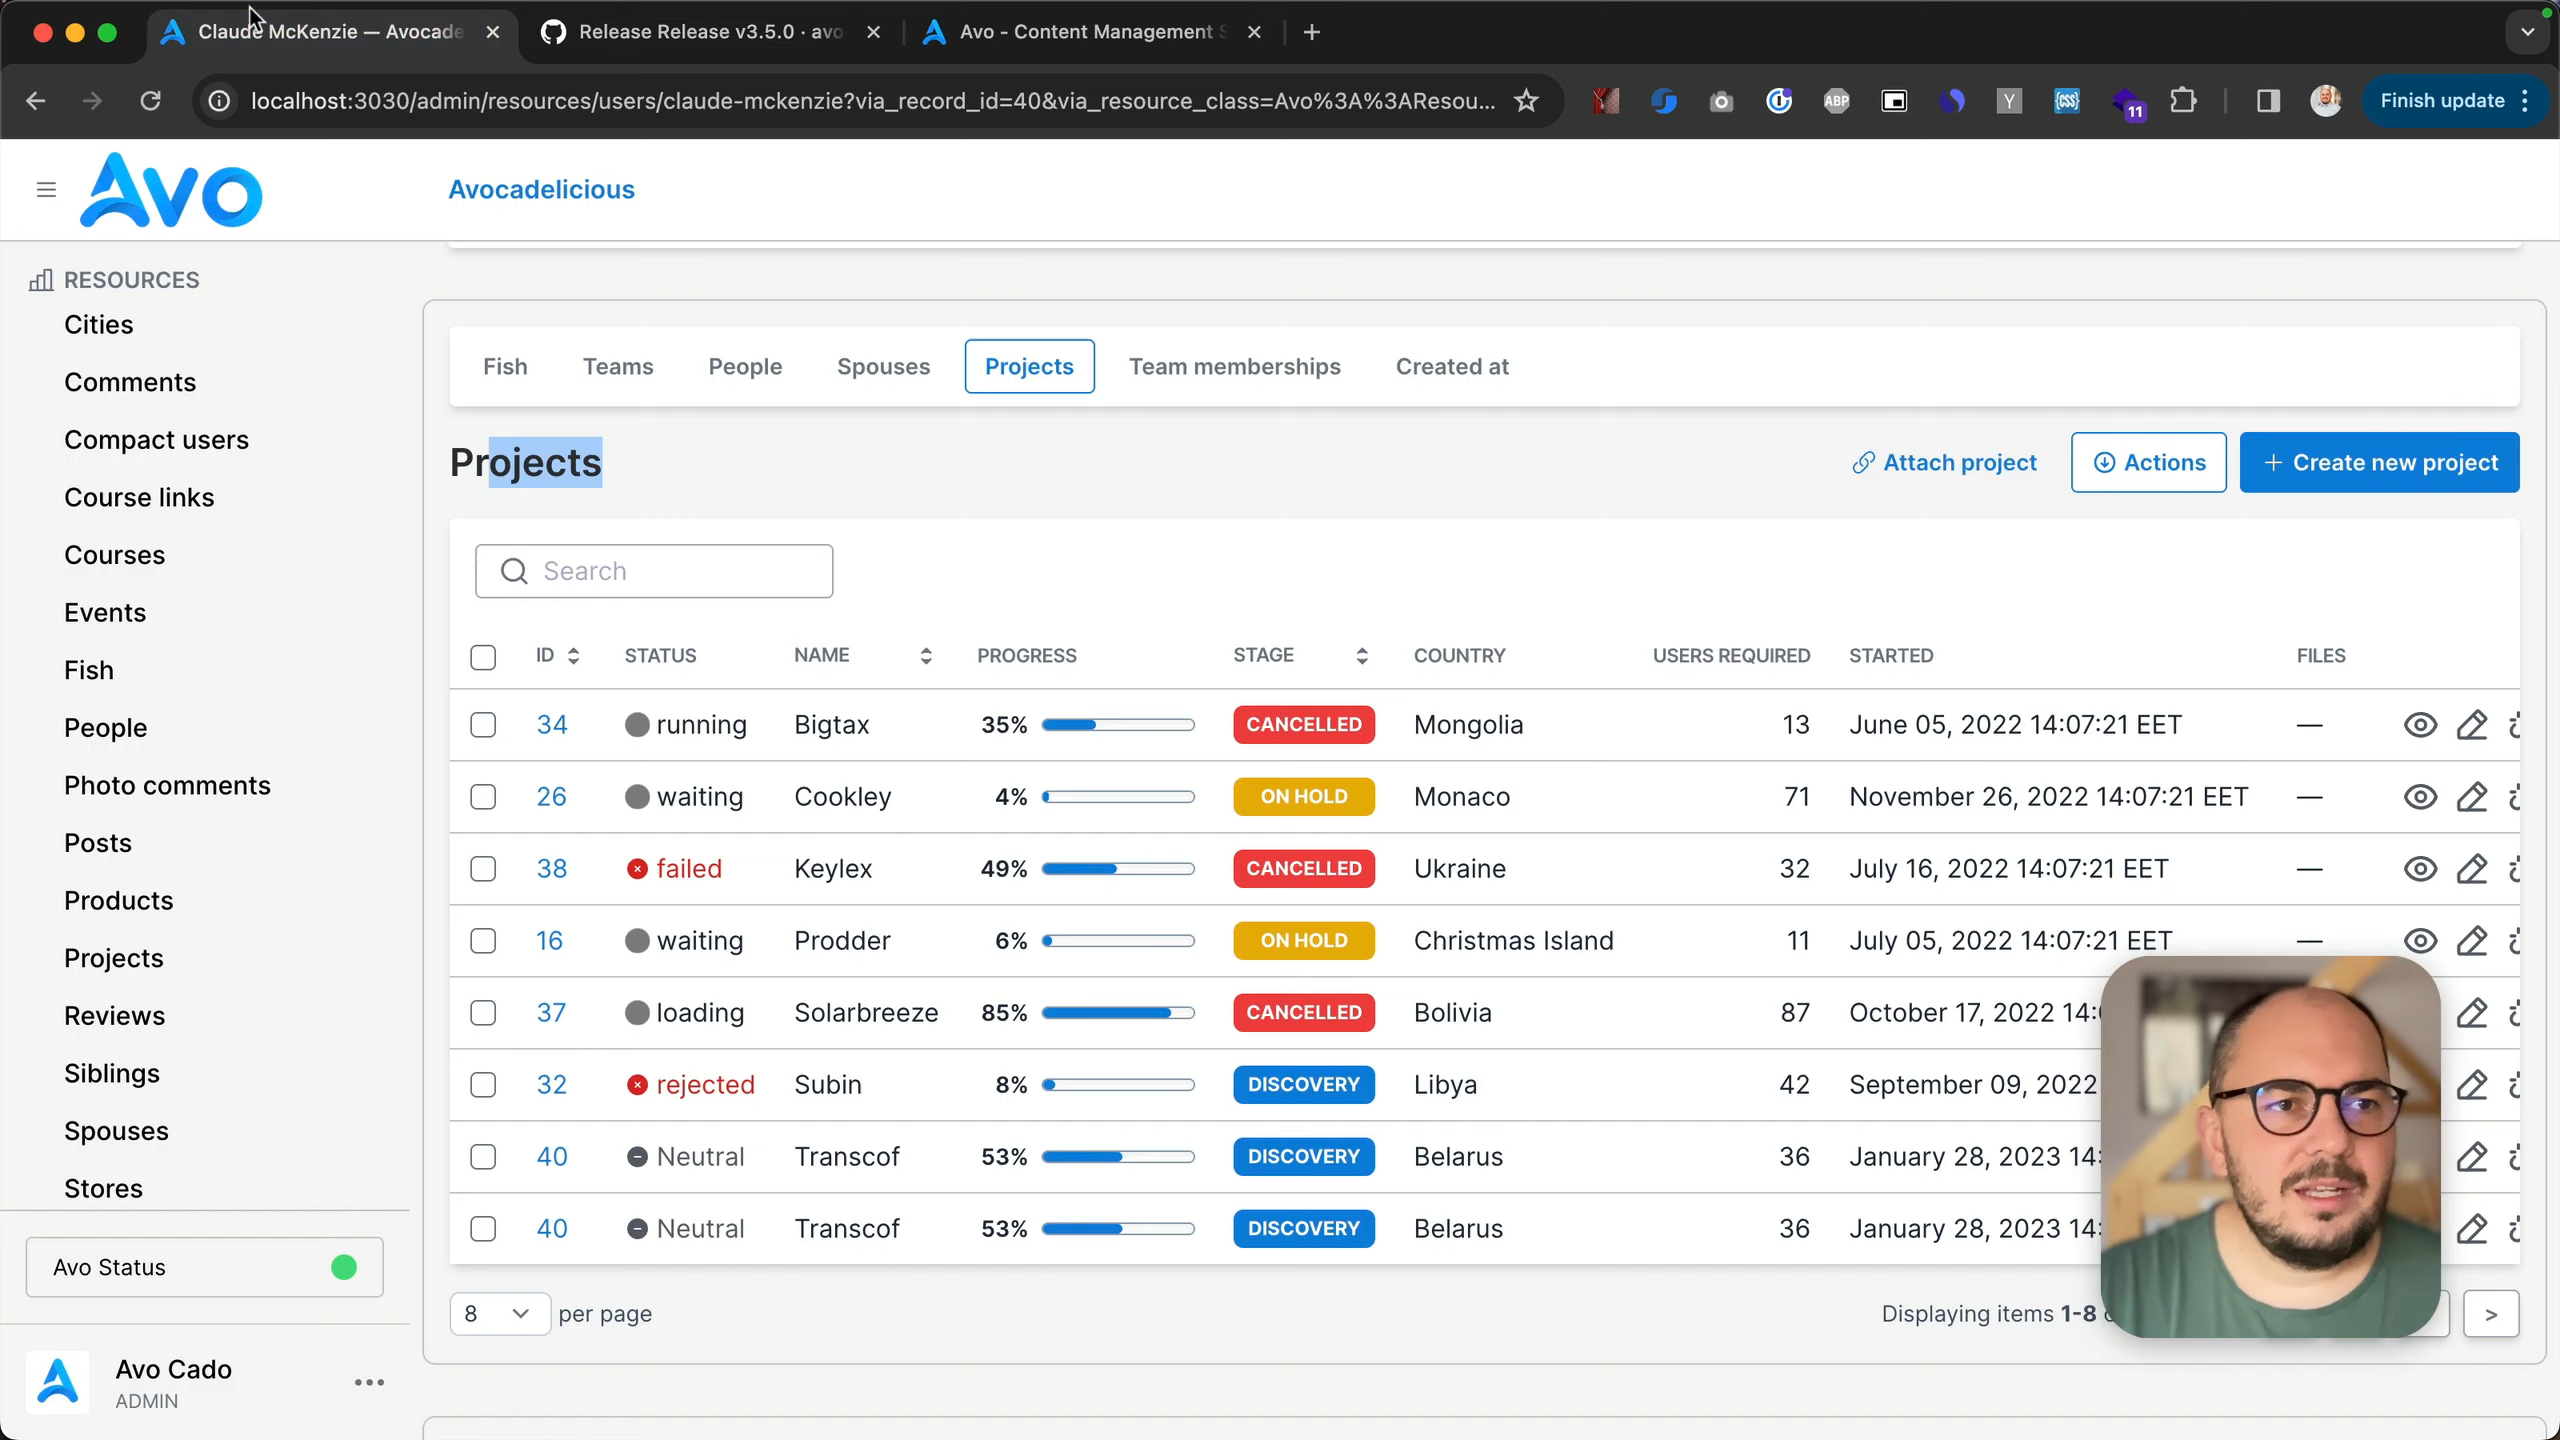 Claude McKenzie — Avocade
Release Release v3.5.0 · avo
Avo - Content Management S
localhost:3030/admin/resources/users/claude-mckenzie?via_record_id=40&via_resource_class=Avo%3A%3AResou...
ABP
Y
{CSS}
11
Finish update
Avo
Avocadelicious
RESOURCES
Cities
Comments
Compact users
Course links
Courses
Events
Fish
People
Photo comments
Posts
Products
Projects
Reviews
Siblings
Spouses
Stores
Avo Status
Avo Cado
ADMIN
Fish Teams People Spouses Projects Team memberships Created at
Projects
Attach project Actions + Create new project
Search
ID STATUS NAME PROGRESS STAGE COUNTRY USERS REQUIRED STARTED FILES
34 running Bigtax 35% CANCELLED Mongolia 13 June 05, 2022 14:07:21 EET —
26 waiting Cookley 4% ON HOLD Monaco 71 November 26, 2022 14:07:21 EET —
38 failed Keylex 49% CANCELLED Ukraine 32 July 16, 2022 14:07:21 EET —
16 waiting Prodder 6% ON HOLD Christmas Island 11 July 05, 2022 14:07:21 EET —
37 loading Solarbreeze 85% CANCELLED Bolivia 87 October 17, 2022 14:
32 rejected Subin 8% DISCOVERY Libya 42 September 09, 2022
40 Neutral Transcof 53% DISCOVERY Belarus 36 January 28, 2023 14:
40 Neutral Transcof 53% DISCOVERY Belarus 36 January 28, 2023 14:
8 per page
Displaying items 1-8
>